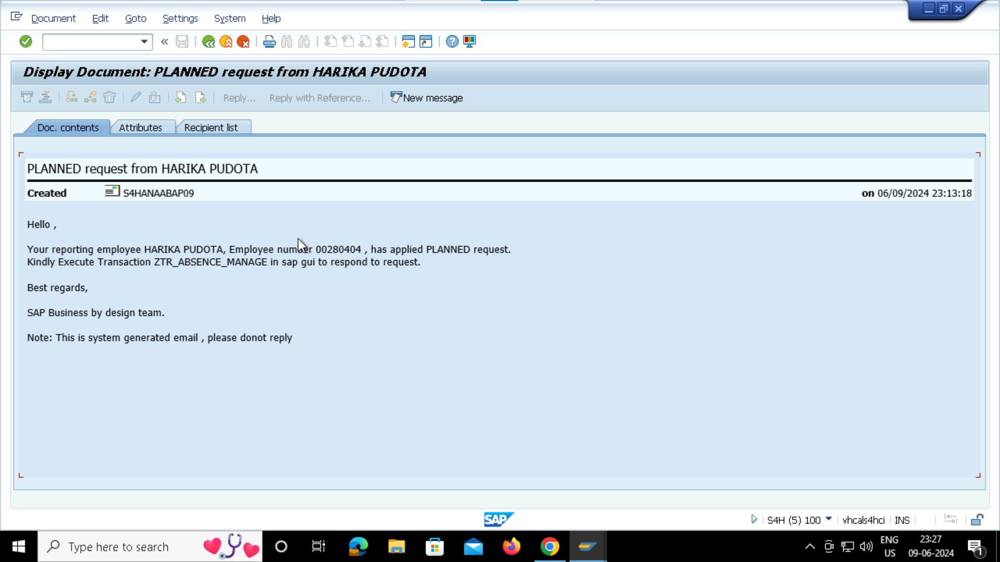 Document Edit Goto Settings System Help
Display Document: PLANNED request from HARIKA PUDOTA
Reply... Reply with Reference... New message
Doc. contents Attributes Recipient list
PLANNED request from HARIKA PUDOTA
Created S4HANAABAP09 on 06/09/2024 23:13:18
Hello ,
Your reporting employee HARIKA PUDOTA, Employee number 00280404 , has applied PLANNED request.
Kindly Execute Transaction ZTR_ABSENCE_MANAGE in sap gui to respond to request.
Best regards,
SAP Business by design team.
Note: This is system generated email , please donot reply
SAP S4H (5) 100 vhcals4hci INS
Type here to search
ENG 23:27
US 09-06-2024 1